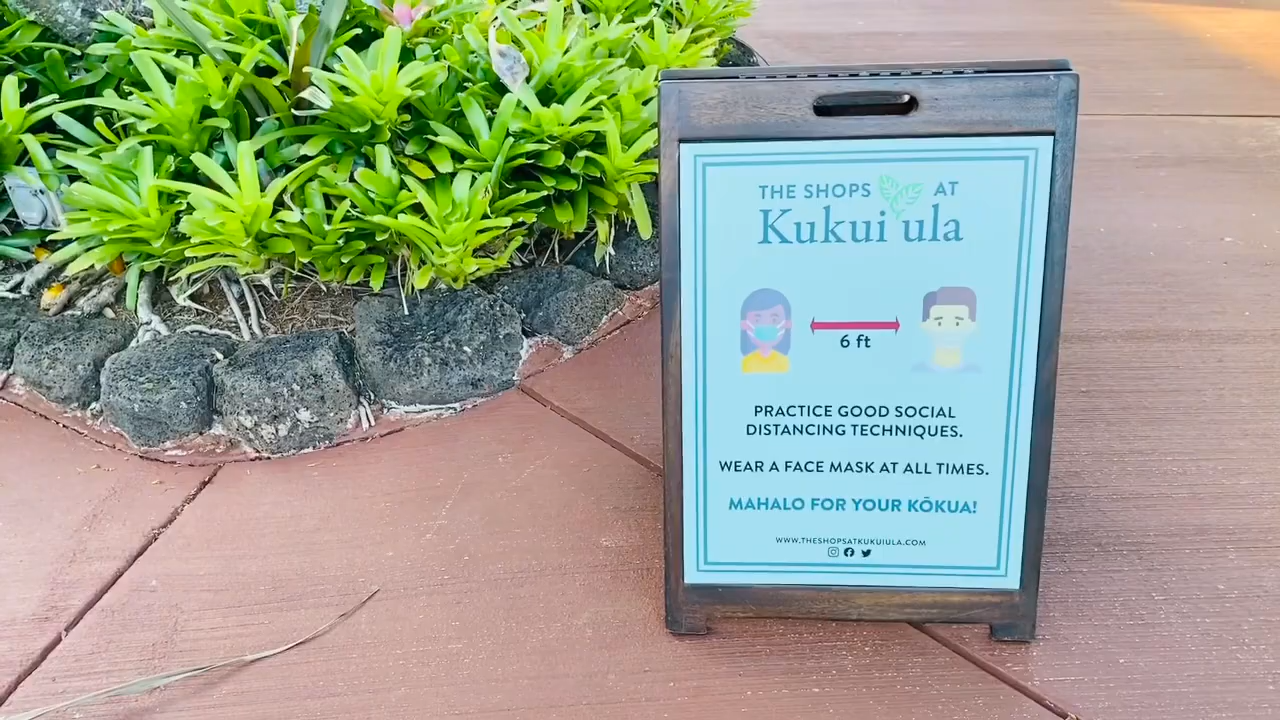 THE SHOPS AT
Kukui ula
6 ft
PRACTICE GOOD SOCIAL
DISTANCING TECHNIQUES.
WEAR A FACE MASK AT ALL TIMES.
MAHALO FOR YOUR KŌKUA!
WWW.THESHOPSATKUKUIULA.COM